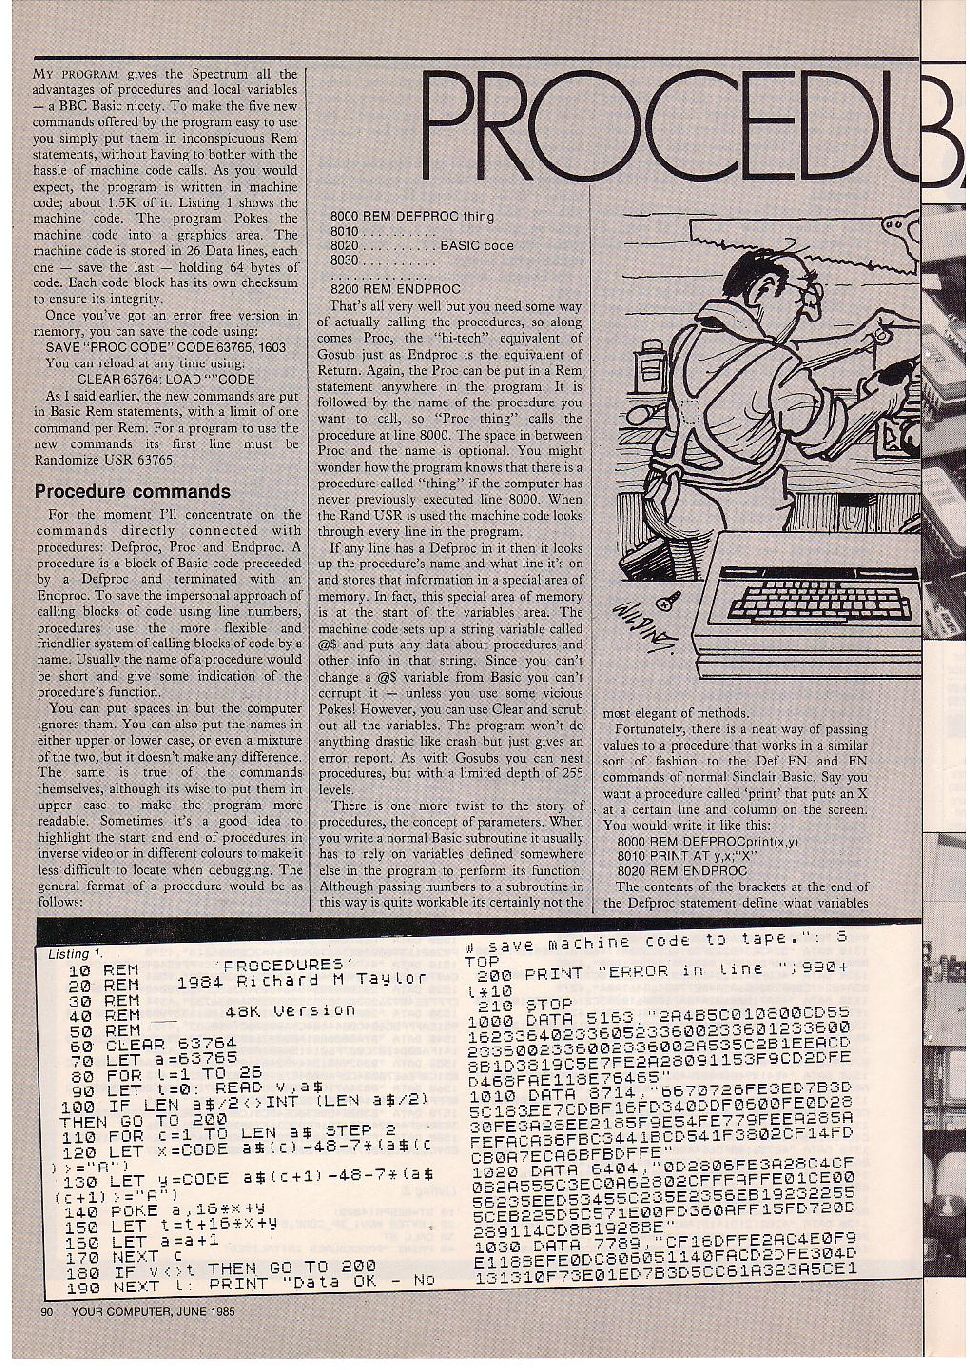 PROCEDU
MY PROGRAM gives the Spectrum all the
advantages of procedures and local variables
— a BBC Basic nicety. To make the five new
commands offered by the program easy to use
you simply put them in inconspicuous Rem
statements, without having to bother with the
hassle of machine code calls. As you would
expect, the program is written in machine
code; about 1.5K of it. Listing 1 shows the
machine code. The program Pokes the
machine code into a graphics area. The
machine code is stored in 26 Data lines, each
one — save the last — holding 64 bytes of
code. Each code block has its own checksum
to ensure its integrity.
Once you've got an error free version in
memory, you can save the code using:
SAVE "PROC CODE" CODE 63765, 1603
You can reload at any time using:
CLEAR 63764: LOAD ""CODE
As I said earlier, the new commands are put
in Basic Rem statements, with a limit of one
command per Rem. For a program to use the
new commands its first line must be
Randomize USR 63765
Procedure commands
For the moment I'll concentrate on the
commands directly connected with
procedures: Defproc, Proc and Endproc. A
procedure is a block of Basic code preceeded
by a Defproc and terminated with an
Endproc. To save the impersonal approach of
calling blocks of code using line numbers,
procedures use the more flexible and
friendlier system of calling blocks of code by a
name. Usually the name of a procedure would
be short and give some indication of the
procedure's function.
You can put spaces in but the computer
ignores them. You can also put the names in
either upper or lower case, or even a mixture
of the two, but it doesn't make any difference.
The same is true of the commands
themselves, although its wise to put them in
upper case to make the program more
readable. Sometimes it's a good idea to
highlight the start and end of procedures in
inverse video or in different colours to make it
less difficult to locate when debugging. The
general format of a procedure would be as
follows:
8000 REM DEFPROC thing
8010 . . . . . . . . . .
8020 . . . . . . . . . . BASIC code
8030 . . . . . . . . . .
. . . . . . . . . . . . .
8200 REM ENDPROC
That's all very well but you need some way
of actually calling the procedures, so along
comes Proc, the "hi-tech" equivalent of
Gosub just as Endproc is the equivalent of
Return. Again, the Proc can be put in a Rem
statement anywhere in the program. It is
followed by the name of the procedure you
want to call, so "Proc thing" calls the
procedure at line 8000. The space in between
Proc and the name is optional. You might
wonder how the program knows that there is a
procedure called "thing" if the computer has
never previously executed line 8000. When
the Rand USR is used the machine code looks
through every line in the program.
If any line has a Defproc in it then it looks
up the procedure's name and what line it's on
and stores that information in a special area of
memory. In fact, this special area of memory
is at the start of the variables area. The
machine code sets up a string variable called
@$ and puts any data about procedures and
other info in that string. Since you can't
change a @$ variable from Basic you can't
corrupt it — unless you use some vicious
Pokes! However, you can use Clear and scrub
out all the variables. The program won't do
anything drastic like crash but just gives an
error report. As with Gosubs you can nest
procedures, but with a limited depth of 255
levels.
There is one more twist to the story of
procedures, the concept of parameters. When
you write a normal Basic subroutine it usually
has to rely on variables defined somewhere
else in the program to perform its function
Although passing numbers to a subroutine in
this way is quite workable its certainly not the
WILDING
most elegant of methods.
Fortunately, there is a neat way of passing
values to a procedure that works in a similar
sort of fashion to the Def FN and FN
commands of normal Sinclair Basic. Say you
want a procedure called 'print' that puts an X
at a certain line and column on the screen.
You would write it like this:
8000 REM DEFPROCprint(x,y)
8010 PRINT AT y,x;"X"
8020 REM ENDPROC
The contents of the brackets at the end of
the Defproc statement define what variables
Listing 1.
10 REM 'PROCEDURES'
20 REM 1984 Richard M Taylor
30 REM
40 REM 48K Version
50 REM
60 CLEAR 63764
70 LET a=63765
80 FOR l=1 TO 25
90 LET t=0: READ v,a$
100 IF LEN a$/2<>INT (LEN a$/2)
THEN GO TO 200
110 FOR c=1 TO LEN a$ STEP 2
120 LET x=CODE a$(c)-48-7*(a$(c
)>="A")
130 LET y=CODE a$(c+1)-48-7*(a$
(c+1)>="A")
140 POKE a,16*x+y
150 LET t=t+16*x+y
160 LET a=a+1
170 NEXT c
180 IF v<>t THEN GO TO 200
190 NEXT l: PRINT "Data OK - No
w save machine code to tape.": S
TOP
200 PRINT "ERROR in line ";990+
l*10
210 STOP
1000 DATA 5163,
1010 DATA 8714,
1020 DATA 6404,
1030 DATA 7789,
90 YOUR COMPUTER, JUNE 1985